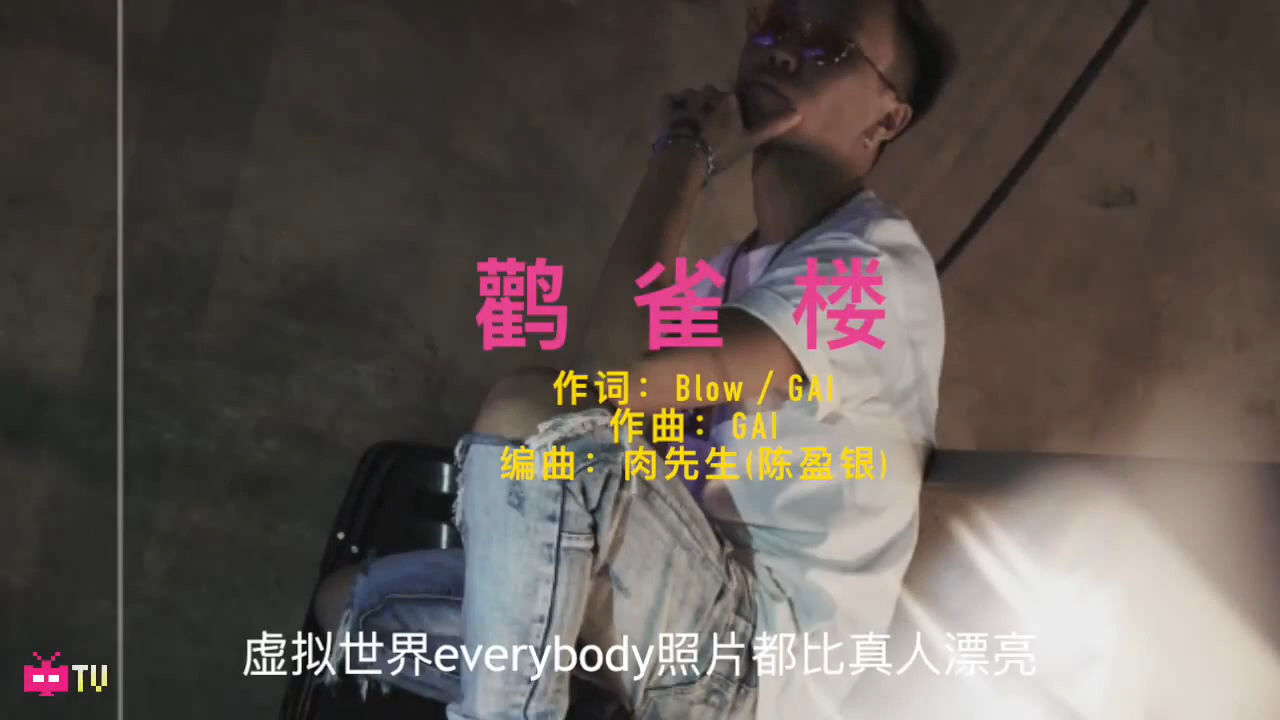 鹳雀楼
作词：Blow / GAI
作曲：GAI
编曲：肉先生(陈盈银)
虚拟世界everybody照片都比真人漂亮
TV